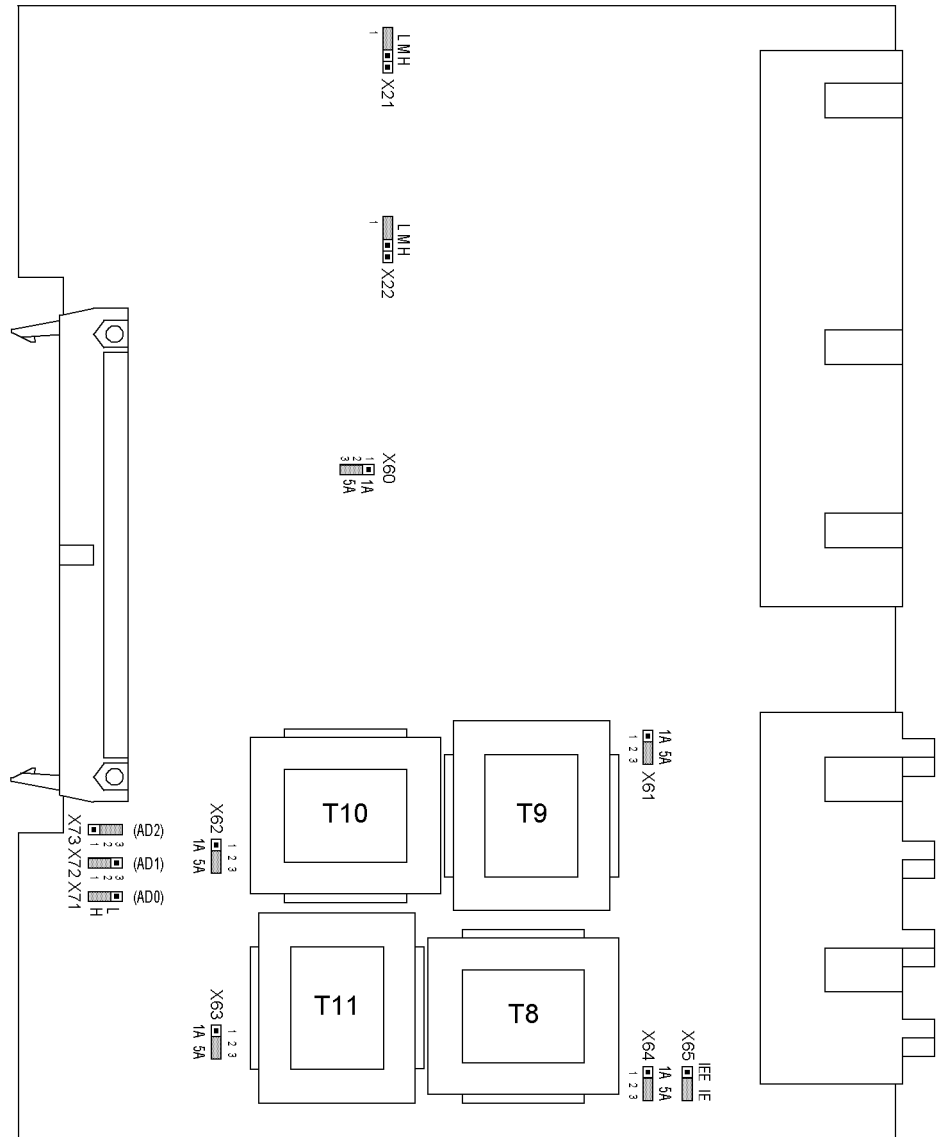 1
L M H
X21
1
L M H
X22
X60
3 2 1
5A 1A
1A 5A
1 2 3
X61
T10
T9
X62
1 2 3
1A 5A
X73
1 2 3
(AD2)
X72
(AD1)
X71
1 2 3
(AD0)
H L
T11
T8
X63
1 2 3
1A 5A
X64
1A 5A
1 2 3
X65
IEE IE